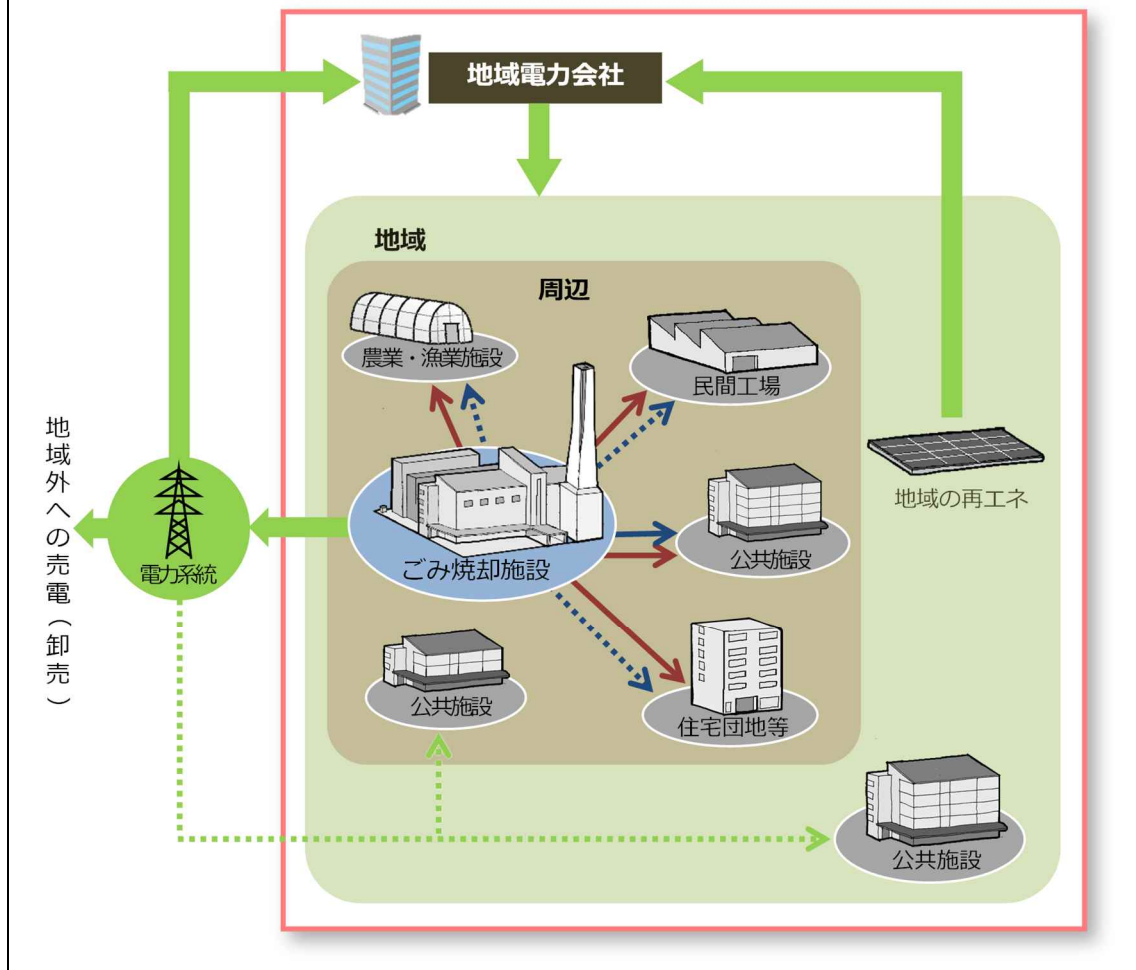 地域電力会社
地域
周辺
農業・漁業施設
民間工場
地域の再エネ
公共施設
ごみ焼却施設
電力系統
地域外への売電(卸売)
公共施設
住宅団地等
公共施設